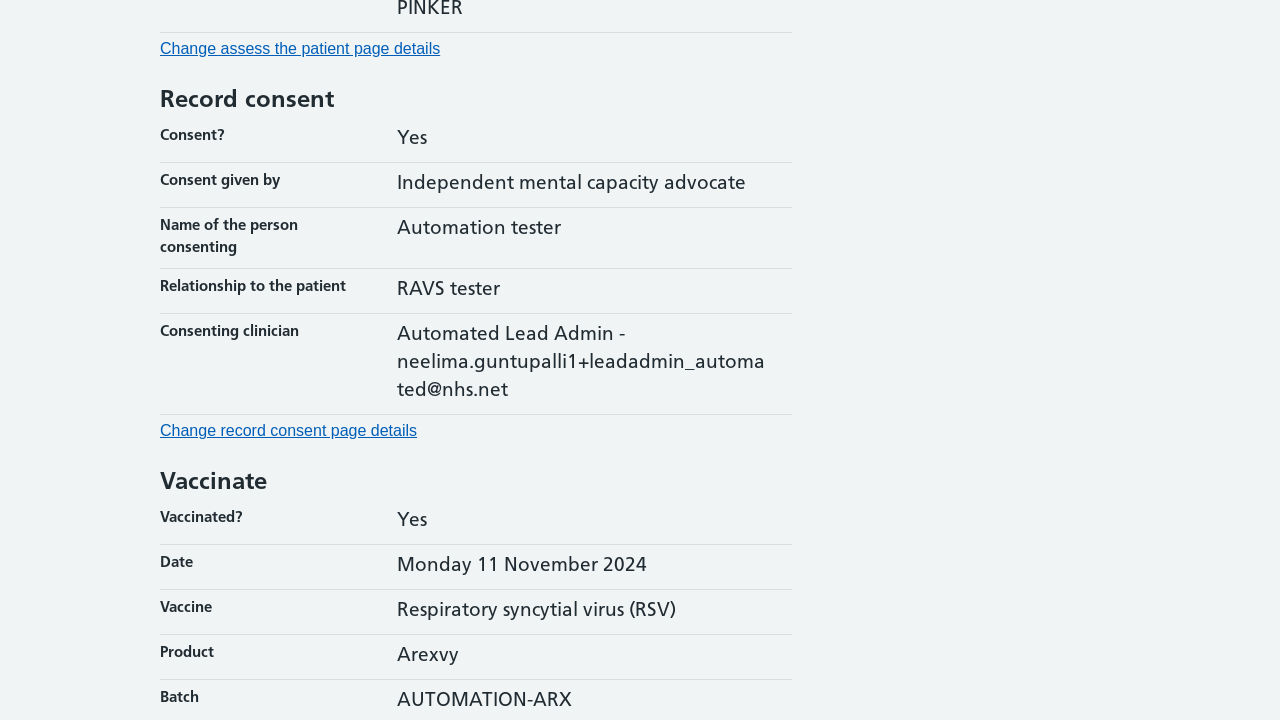 PINKER
Change assess the patient page details
Record consent
Consent? Yes
Consent given by Independent mental capacity advocate
Name of the person Automation tester
consenting
Relationship to the patient RAVS tester
Consenting clinician Automated Lead Admin -
neelima.guntupalli1+leadadmin_automa
ted@nhs.net
Change record consent page details
Vaccinate
Vaccinated? Yes
Date Monday 11 November 2024
Vaccine Respiratory syncytial virus (RSV)
Product Arexvy
Batch AUTOMATION-ARX